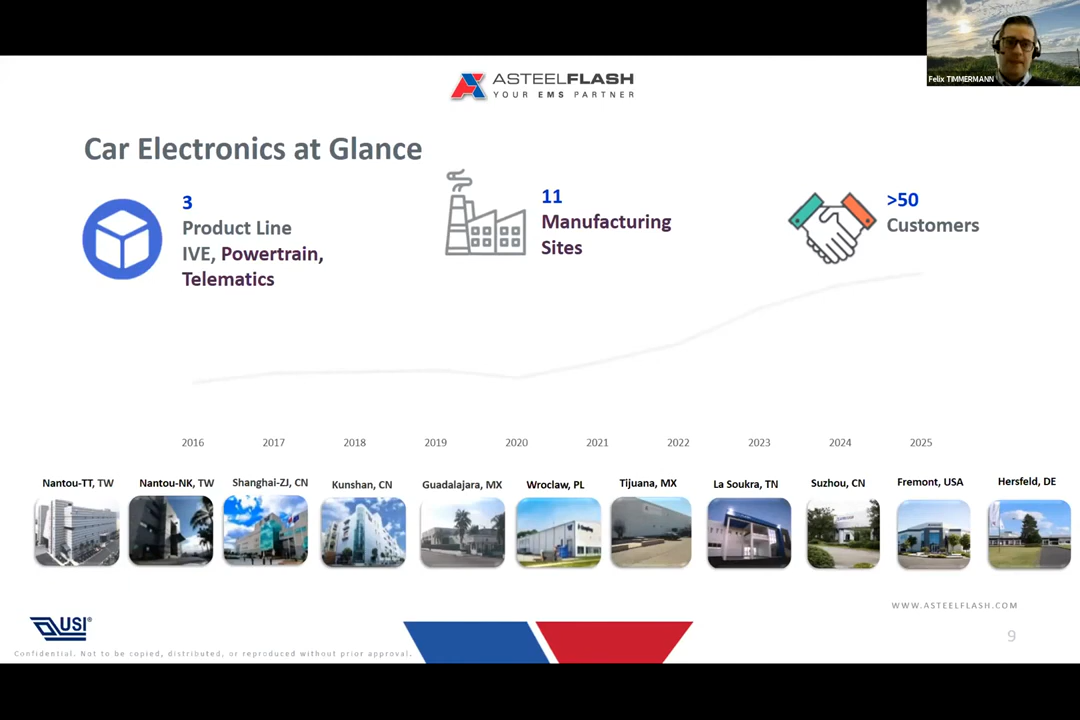 Felix TIMMERMANN
ASTEELFLASH
YOUR EMS PARTNER
Car Electronics at Glance
3
Product Line
IVE, Powertrain,
Telematics
11
Manufacturing
Sites
>50
Customers
2016 2017 2018 2019 2020 2021 2022 2023 2024 2025
Nantou-TT, TW Nantou-NK, TW Shanghai-ZJ, CN Kunshan, CN Guadalajara, MX Wroclaw, PL Tijuana, MX La Soukra, TN Suzhou, CN Fremont, USA Hersfeld, DE
WWW.ASTEELFLASH.COM
USI®
9
Confidential. Not to be copied, distributed, or reproduced without prior approval.